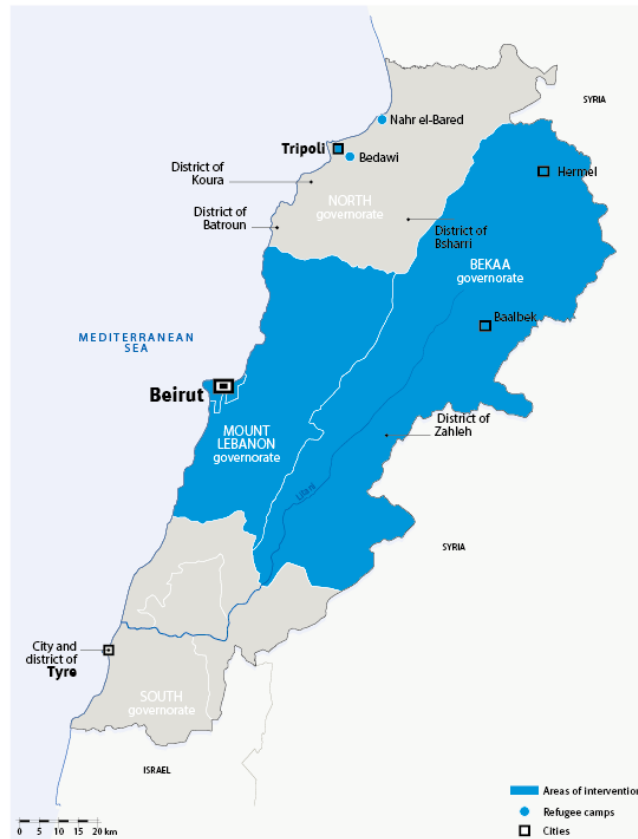 SYRIA
Nahr el-Bared
Tripoli
Bedawi
District of
Koura
Hermel
NORTH
governorate
District of
Batroun
District of
Bsharri
BEKAA
governorate
Baalbek
MEDITERRANEAN
SEA
Beirut
MOUNT
LEBANON
governorate
District of
Zahleh
Litani
SYRIA
City and
district of
Tyre
SOUTH
governorate
ISRAEL
Areas of intervention
Refugee camps
Cities
0 5 10 15 20 km